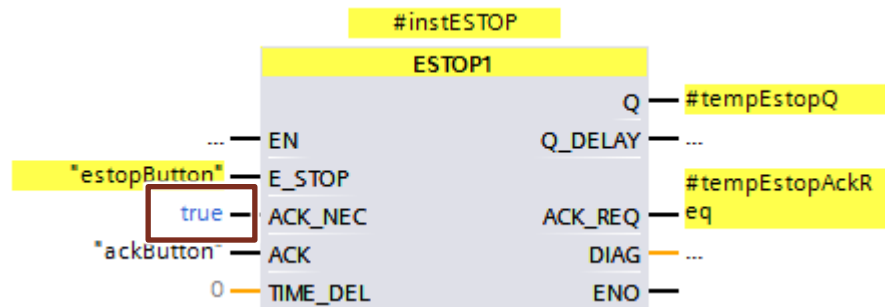 #instESTOP
ESTOP1
Q #tempEstopQ
... EN Q_DELAY ...
"estopButton" E_STOP
#tempEstopAckR
true ACK_NEC ACK_REQ eq
"ackButton" ACK DIAG ...
0 TIME_DEL ENO